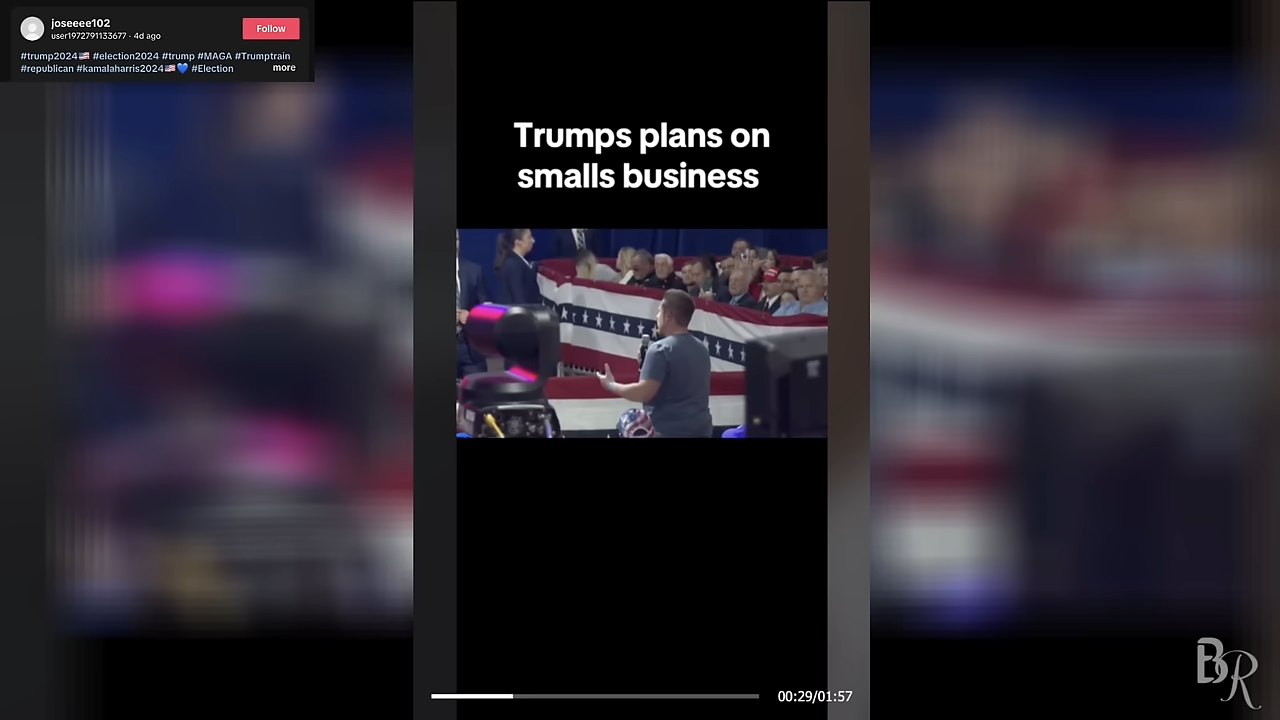 joseeee102
user1972791133677 · 4d ago
Follow
#trump2024🇺🇸 #election2024 #trump #MAGA #Trumptrain
#republican #kamalaharris2024🇺🇸💙 #Election
more
Trumps plans on
smalls business
00:29/01:57
BR